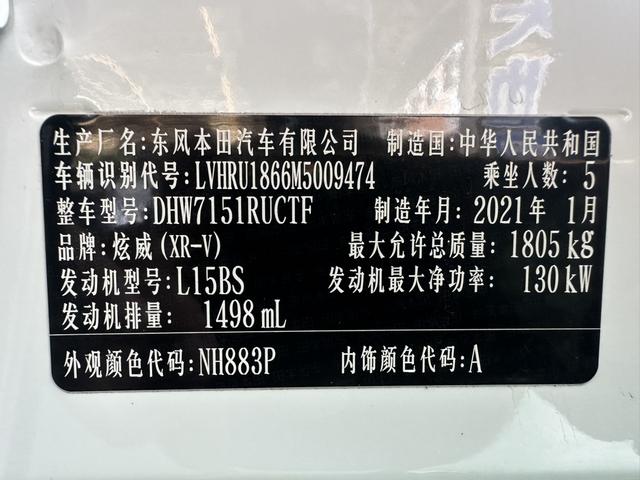 生产厂名:东风本田汽车有限公司 制造国:中华人民共和国
车辆识别代号:LVHRU1866M5009474 乘坐人数:5
整车型号:DHW7151RUCTF 制造年月:2021年 1月
品牌:炫威(XR-V) 最大允许总质量:1805kg
发动机型号:L15BS 发动机最大净功率:130kW
发动机排量:1498mL
外观颜色代码:NH883P 内饰颜色代码:A